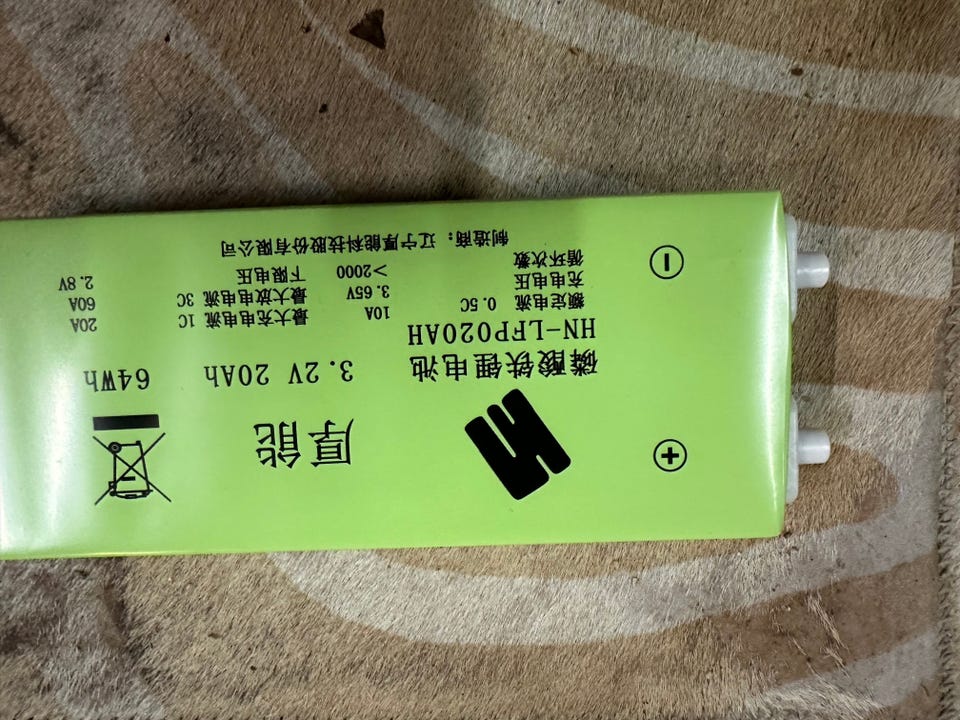 厚能
磷酸铁锂电池 3.2V 20Ah 64Wh
HN-LFP020AH
额定电流 0.5C 10A 最大充电电流 1C 20A
充电电压 3.65V 最大放电电流 3C 60A
循环次数 >2000 下限电压 2.8V
制造商：辽宁厚能科技股份有限公司